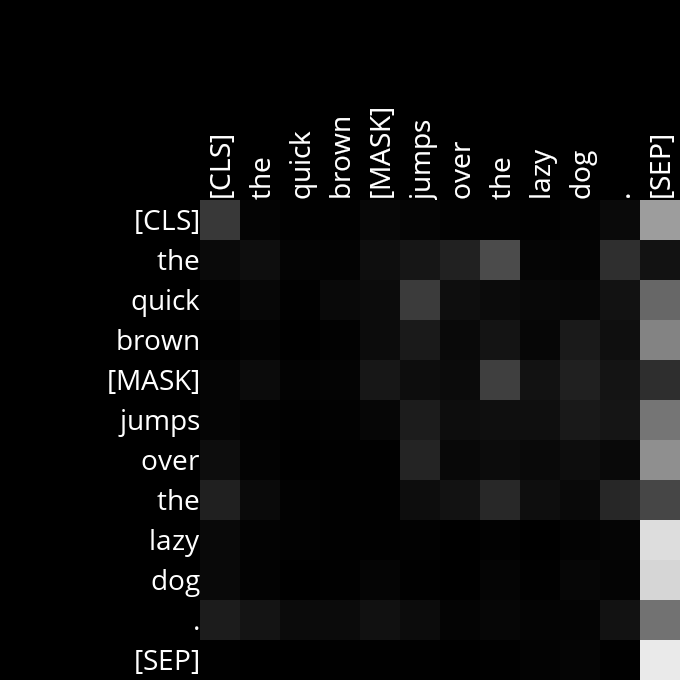 [CLS] the quick brown [MASK] jumps over the lazy dog . [SEP]
[CLS]
the
quick
brown
[MASK]
jumps
over
the
lazy
dog
.
[SEP]